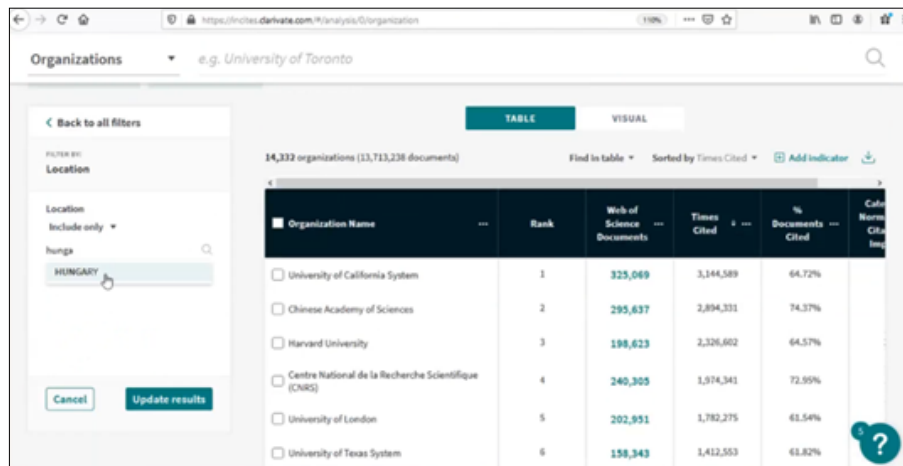 https://incites.clarivate.com/#/analysis/0/organization
110%
Organizations
e.g. University of Toronto
Back to all filters
FILTER BY:
Location
Location
Include only
hunga
HUNGARY
Cancel
Update results
TABLE
VISUAL
14,332 organizations (13,713,238 documents)
Find in table
Sorted by Times Cited
Add indicator
Organization Name
Rank
Web of
Science
Documents
Times
Cited
%
Documents
Cited
Cate
Norm
Cita
Imp
University of California System 1 325,069 3,144,589 64.72%
Chinese Academy of Sciences 2 295,637 2,894,331 74.37%
Harvard University 3 198,623 2,326,602 64.57%
Centre National de la Recherche Scientifique
(CNRS) 4 240,305 1,974,341 72.95%
University of London 5 202,951 1,782,275 61.54%
University of Texas System 6 158,343 1,412,553 61.82%
5
?